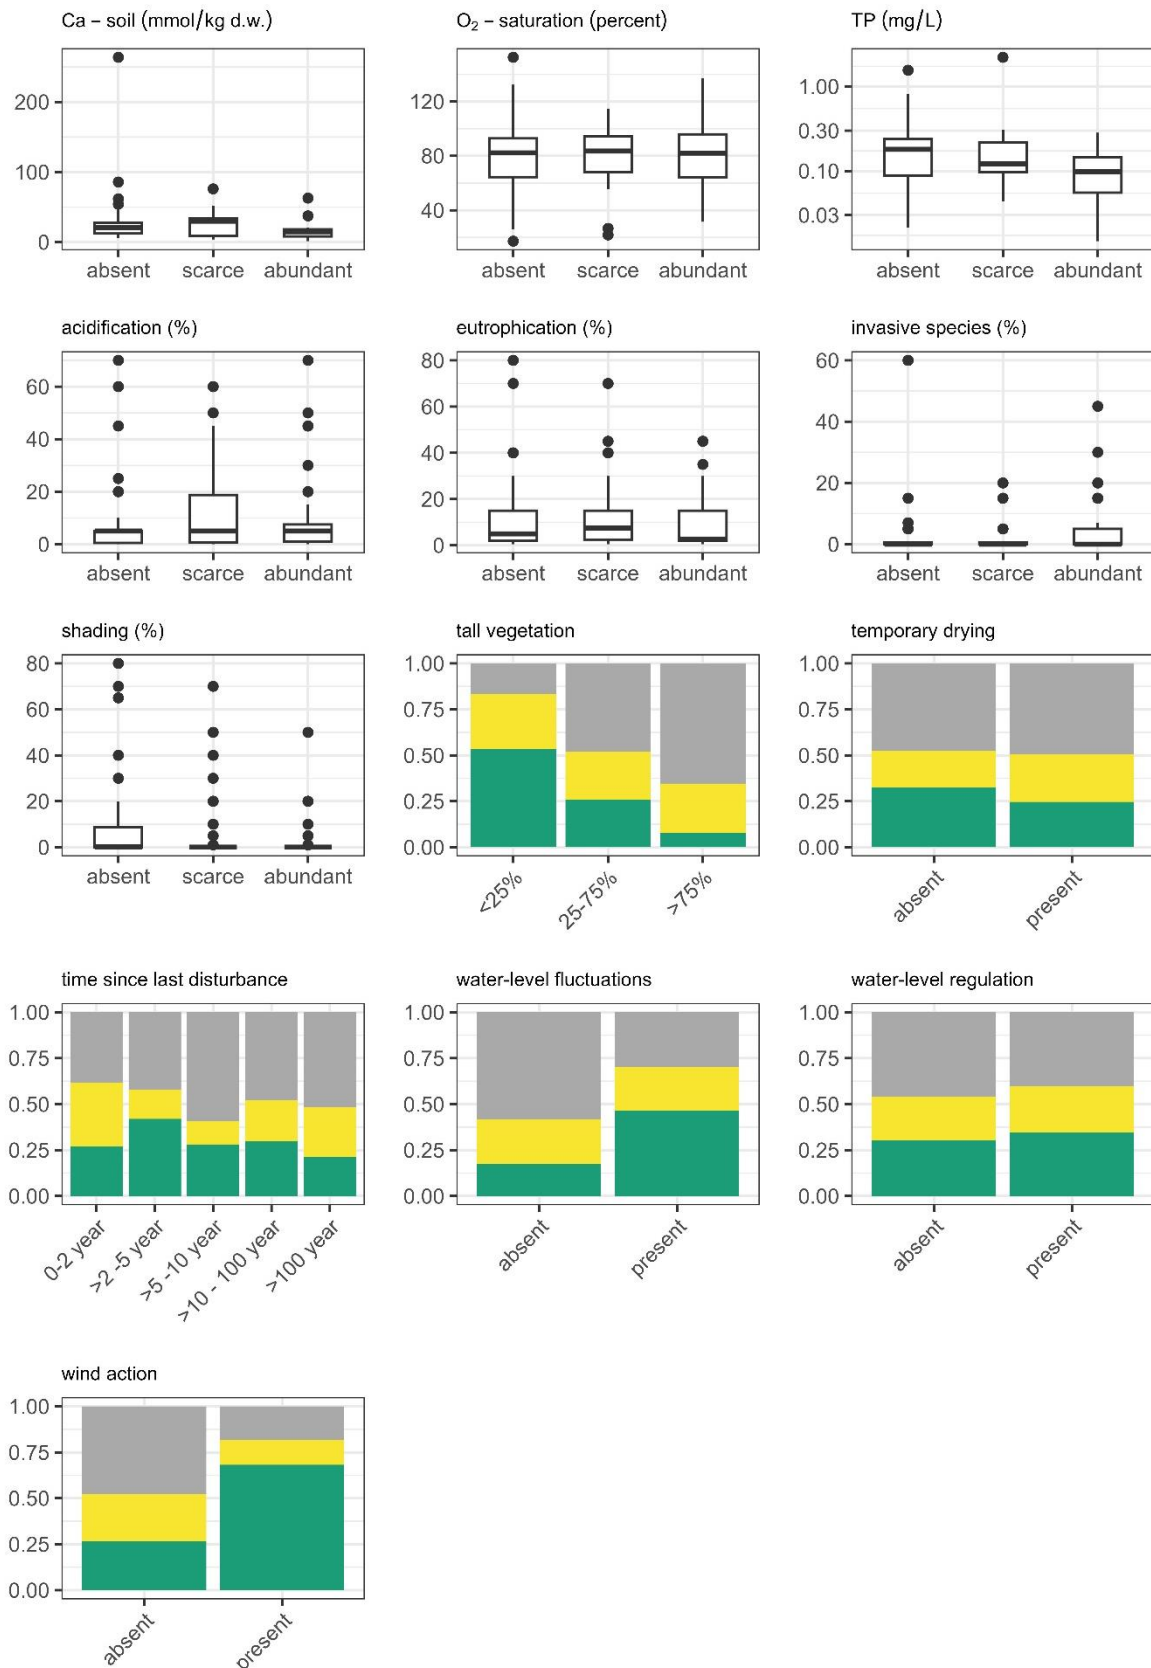 Ca – soil (mmol/kg d.w.)
O₂ – saturation (percent)
TP (mg/L)
200
100
0
absent scarce abundant
120
80
40
absent scarce abundant
1.00
0.30
0.10
0.03
absent scarce abundant
acidification (%)
eutrophication (%)
invasive species (%)
60
40
20
0
absent scarce abundant
80
60
40
20
0
absent scarce abundant
60
40
20
0
absent scarce abundant
shading (%)
tall vegetation
temporary drying
80
60
40
20
0
absent scarce abundant
1.00
0.75
0.50
0.25
0.00
<25%
25-75%
>75%
1.00
0.75
0.50
0.25
0.00
absent
present
time since last disturbance
water-level fluctuations
water-level regulation
1.00
0.75
0.50
0.25
0.00
0-2 year
>2 -5 year
>5 -10 year
>10 - 100 year
>100 year
1.00
0.75
0.50
0.25
0.00
absent
present
1.00
0.75
0.50
0.25
0.00
absent
present
wind action
1.00
0.75
0.50
0.25
0.00
absent
present